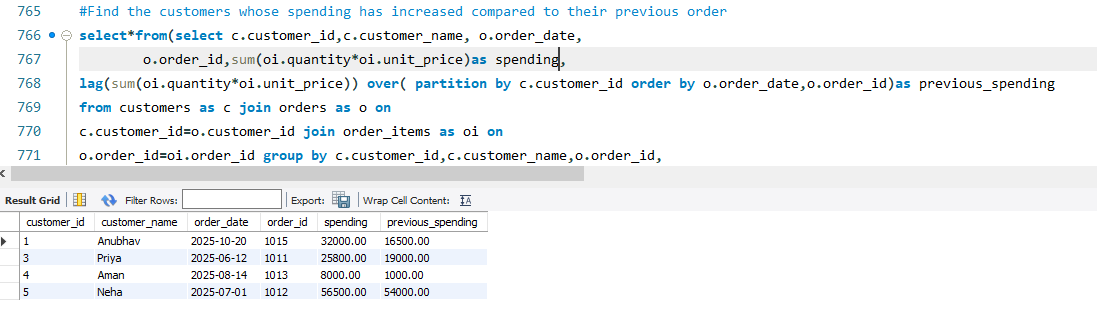 765 #Find the customers whose spending has increased compared to their previous order
766 select*from(select c.customer_id,c.customer_name, o.order_date,
767 o.order_id,sum(oi.quantity*oi.unit_price)as spending,
768 lag(sum(oi.quantity*oi.unit_price)) over( partition by c.customer_id order by o.order_date,o.order_id)as previous_spending
769 from customers as c join orders as o on
770 c.customer_id=o.customer_id join order_items as oi on
771 o.order_id=oi.order_id group by c.customer_id,c.customer_name,o.order_id,
Result Grid Filter Rows: Export: Wrap Cell Content:
customer_id customer_name order_date order_id spending previous_spending
1 Anubhav 2025-10-20 1015 32000.00 16500.00
3 Priya 2025-06-12 1011 25800.00 19000.00
4 Aman 2025-08-14 1013 8000.00 1000.00
5 Neha 2025-07-01 1012 56500.00 54000.00